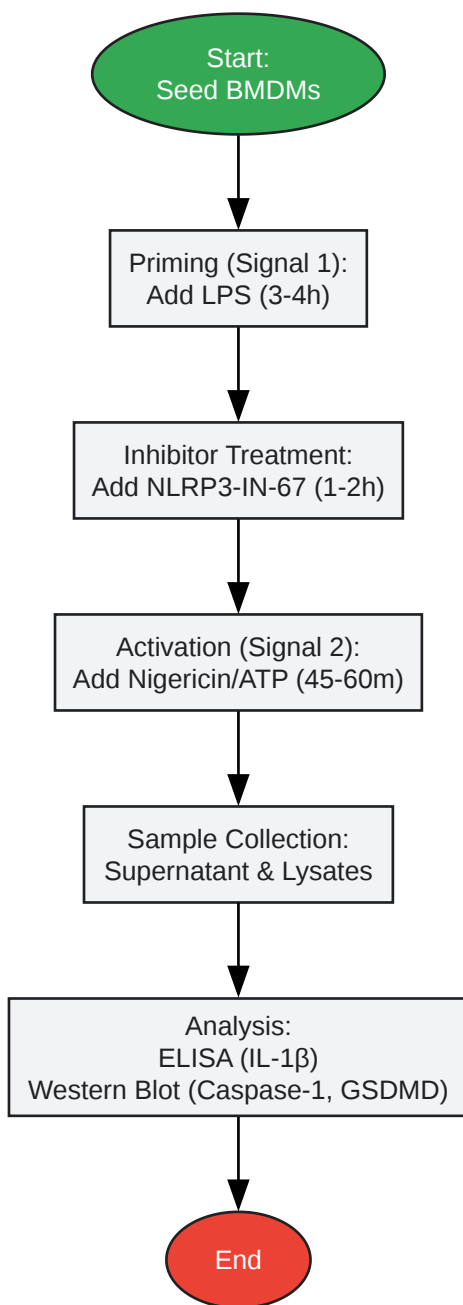 Start:
Seed BMDMs
Priming (Signal 1):
Add LPS (3-4h)
Inhibitor Treatment:
Add NLRP3-IN-67 (1-2h)
Activation (Signal 2):
Add Nigericin/ATP (45-60m)
Sample Collection:
Supernatant & Lysates
Analysis:
ELISA (IL-1β)
Western Blot (Caspase-1, GSDMD)
End